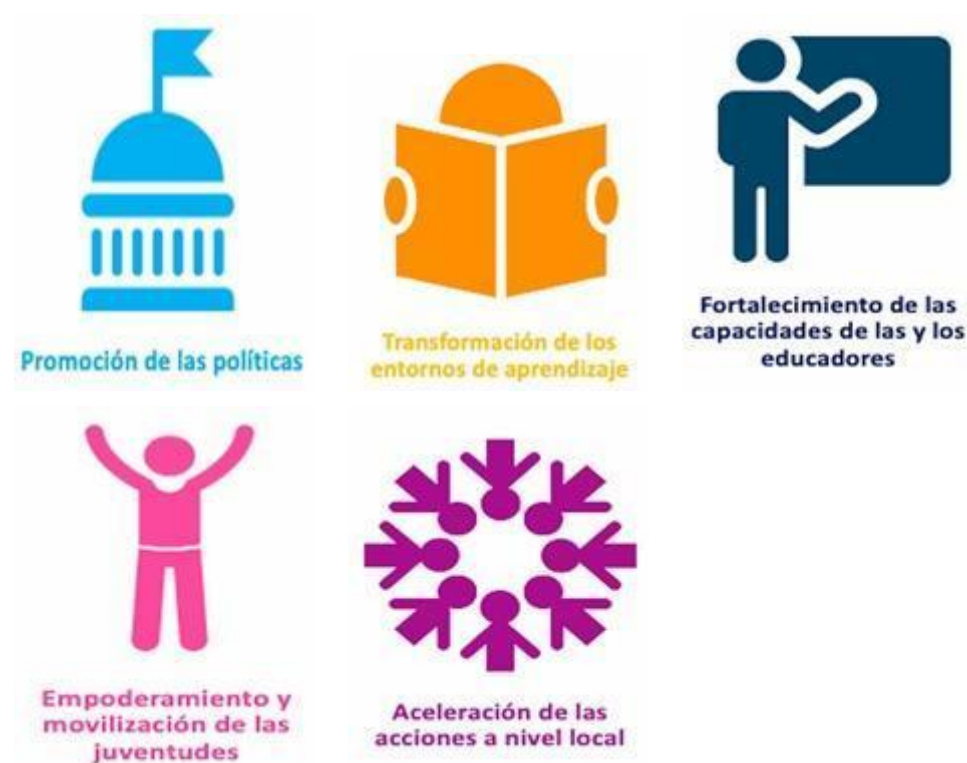 Promoción de las políticas
Transformación de los
entornos de aprendizaje
Fortalecimiento de las
capacidades de las y los
educadores
Empoderamiento y
movilización de las
juventudes
Aceleración de las
acciones a nivel local